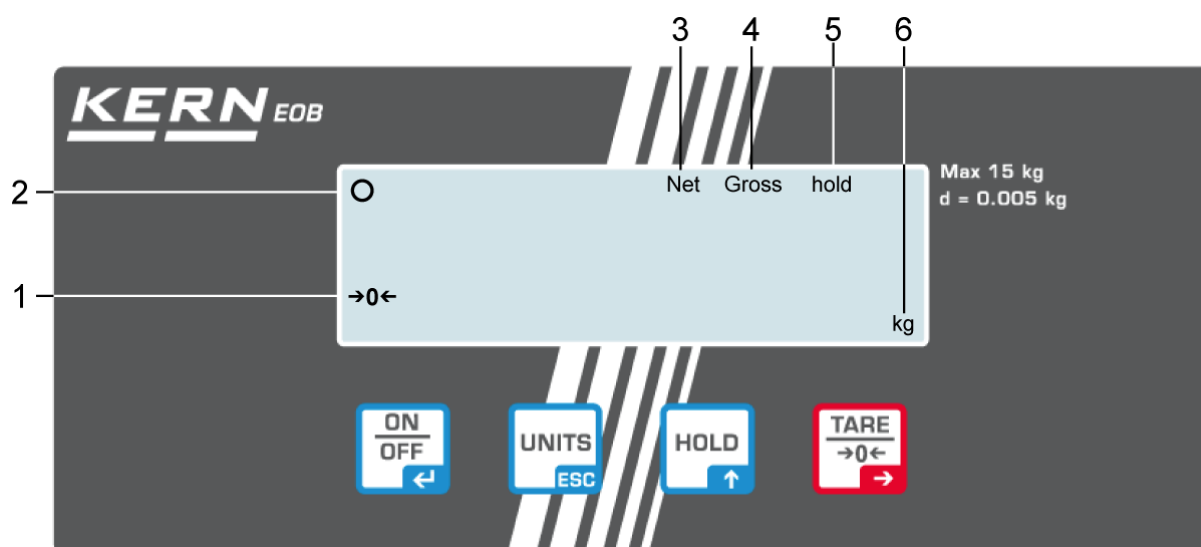 3 4 5 6
KERN EOB
Max 15 kg
d = 0.005 kg
2
Net Gross hold
1
→0←
kg
ON
OFF
UNITS
ESC
HOLD
TARE
→0←